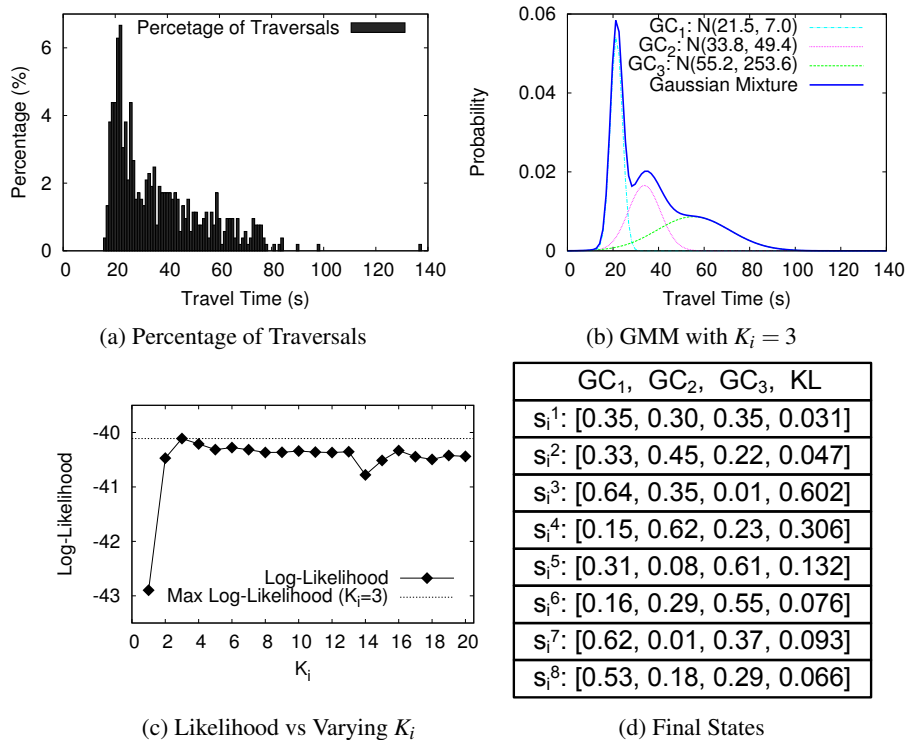 Percetage of Traversals
6
4
2
0
Percentage (%)
0 20 40 60 80 100 120 140
Travel Time (s)
(a) Percentage of Traversals
GC1: N(21.5, 7.0)
GC2: N(33.8, 49.4)
GC3: N(55.2, 253.6)
Gaussian Mixture
0.06
0.04
0.02
0
Probability
0 20 40 60 80 100 120 140
Travel Time (s)
(b) GMM with Ki = 3
-40
-41
-42
-43
Log-Likelihood
Log-Likelihood
Max Log-Likelihood (Ki=3)
0 2 4 6 8 10 12 14 16 18 20
Ki
(c) Likelihood vs Varying Ki
GC1, GC2, GC3, KL
si1: [0.35, 0.30, 0.35, 0.031]
si2: [0.33, 0.45, 0.22, 0.047]
si3: [0.64, 0.35, 0.01, 0.602]
si4: [0.15, 0.62, 0.23, 0.306]
si5: [0.31, 0.08, 0.61, 0.132]
si6: [0.16, 0.29, 0.55, 0.076]
si7: [0.62, 0.01, 0.37, 0.093]
si8: [0.53, 0.18, 0.29, 0.066]
(d) Final States